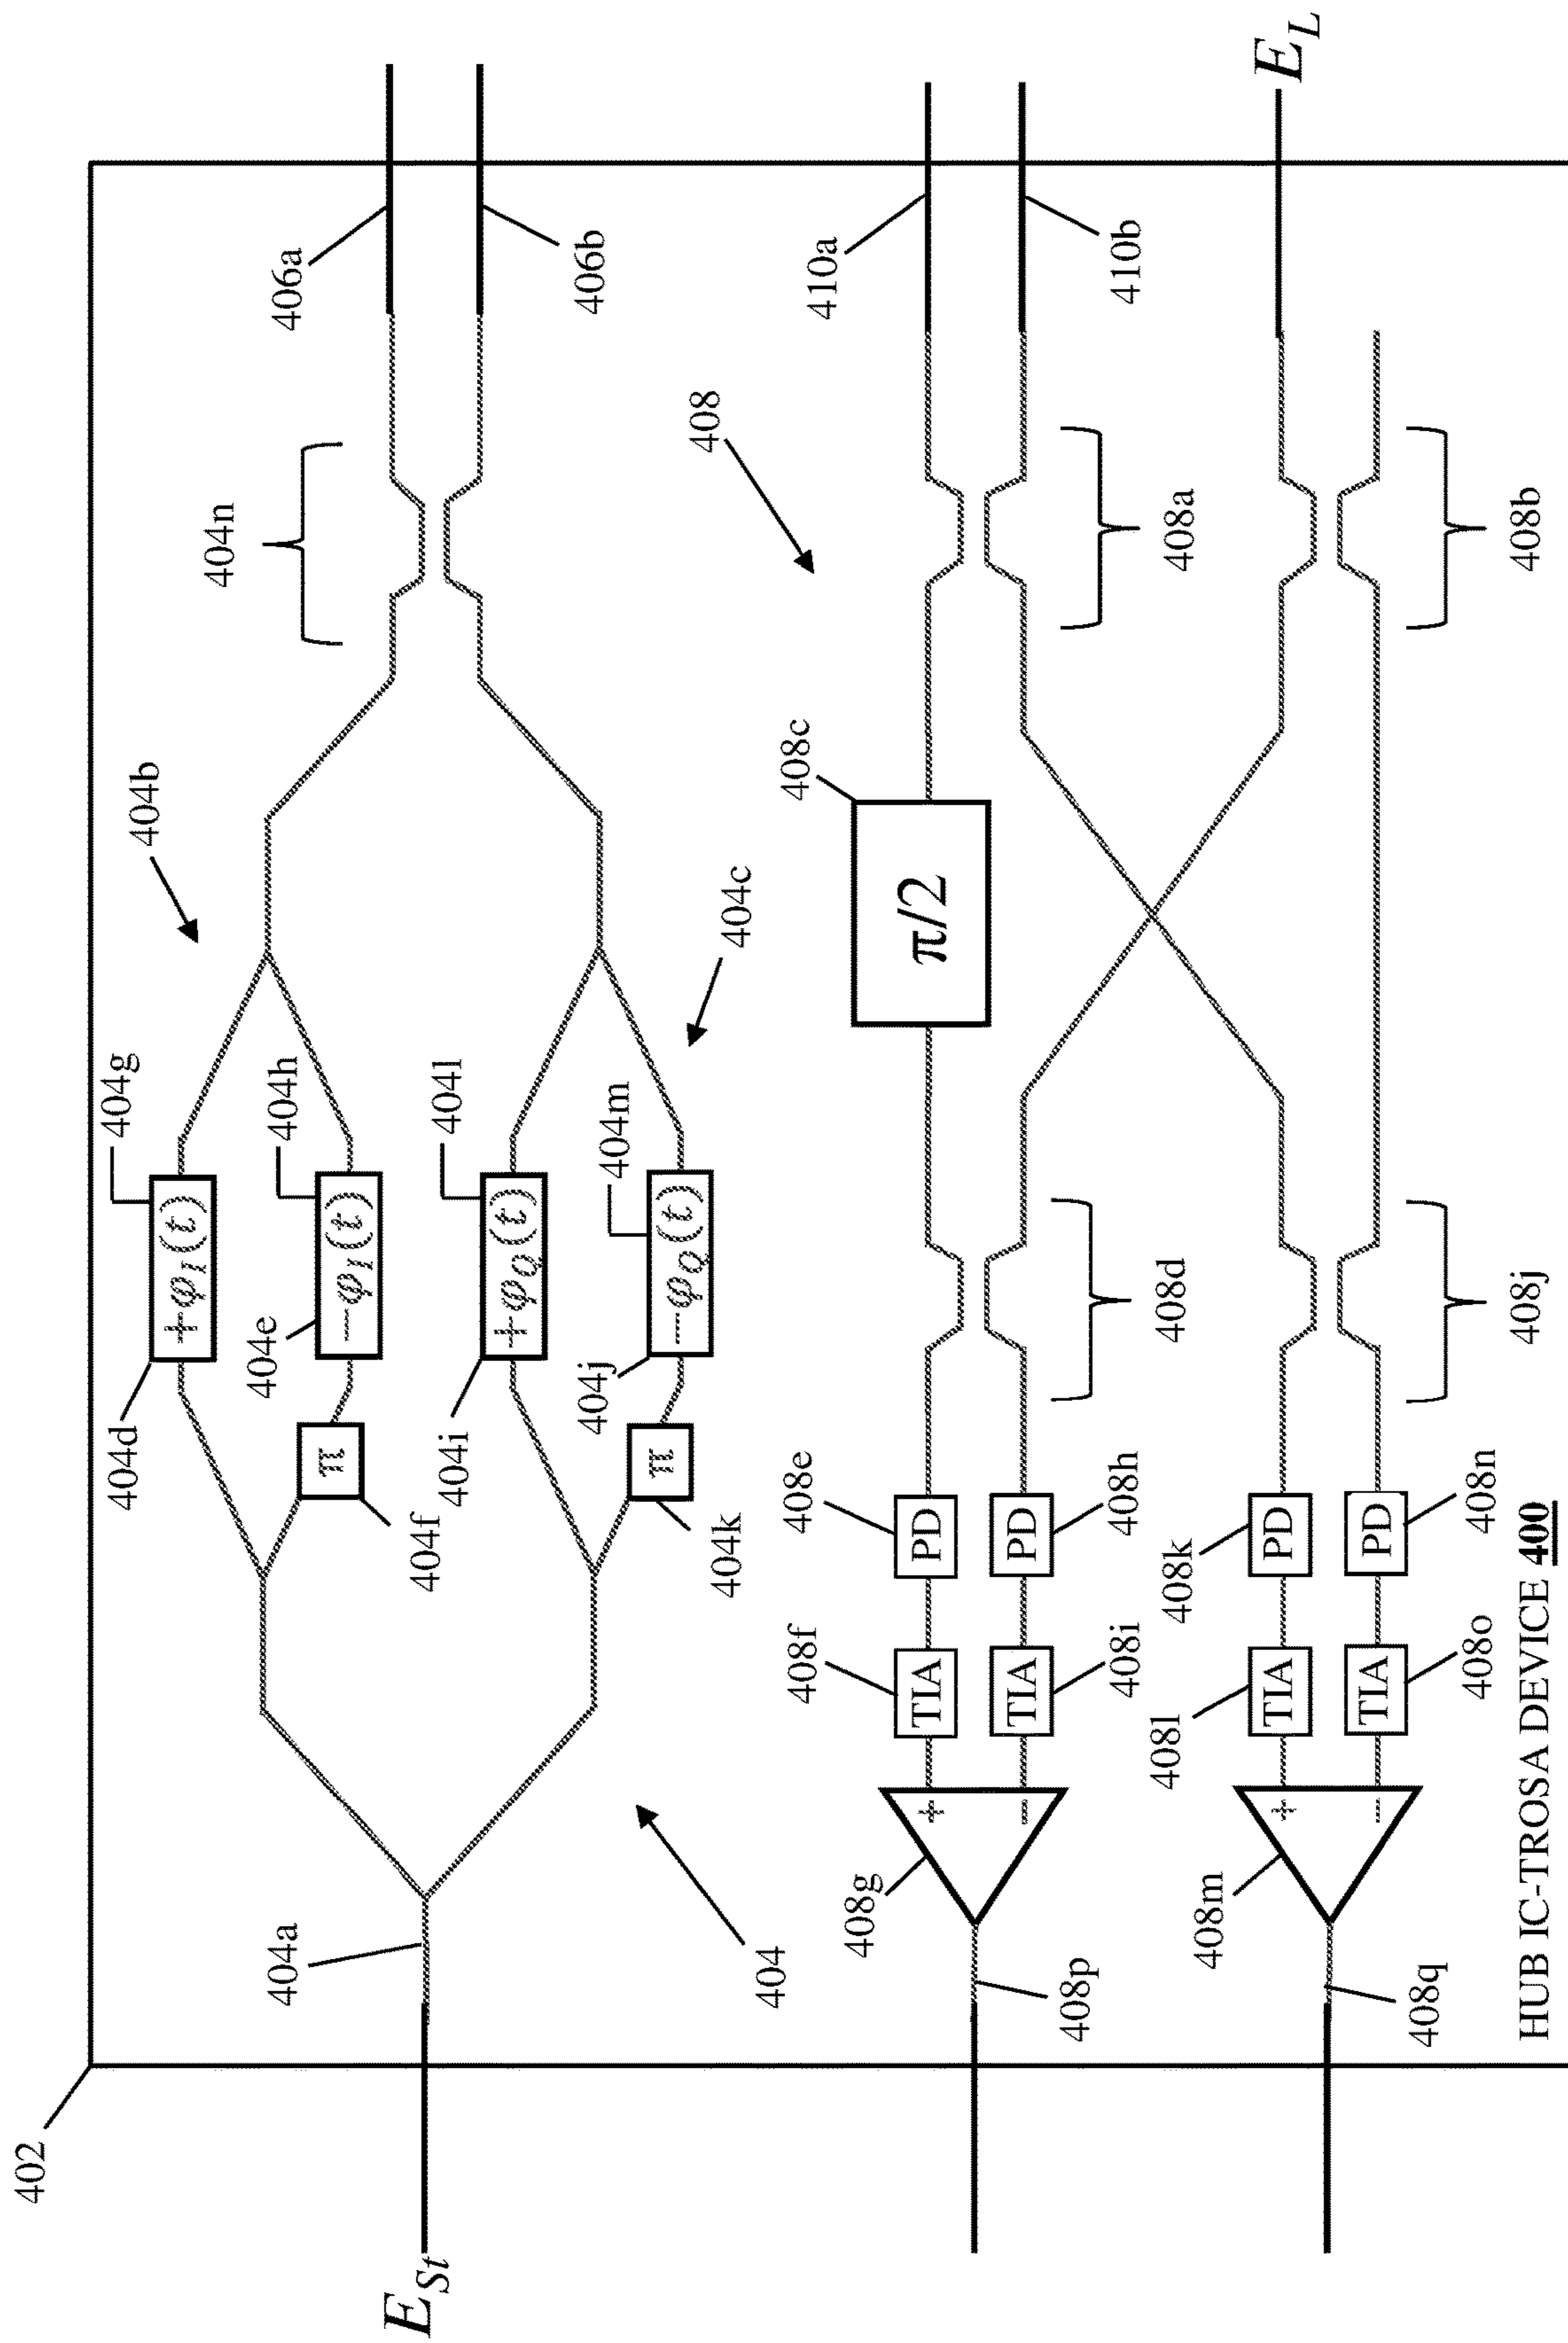 402
E_St
404a
404
404d
+φ_I(t)
404g
404b
404e
−φ_I(t)
404h
π
404f
404i
+φ_Q(t)
404l
404c
404j
−φ_Q(t)
404m
π
404k
404n
406a
406b
408
408g
+
−
408f
TIA
408e
PD
TIA
408i
PD
408h
408p
408d
408c
π/2
408a
410a
410b
408m
+
−
408l
TIA
408k
PD
TIA
408o
PD
408n
408q
408j
408b
E_L
HUB IC-TROSA DEVICE 400